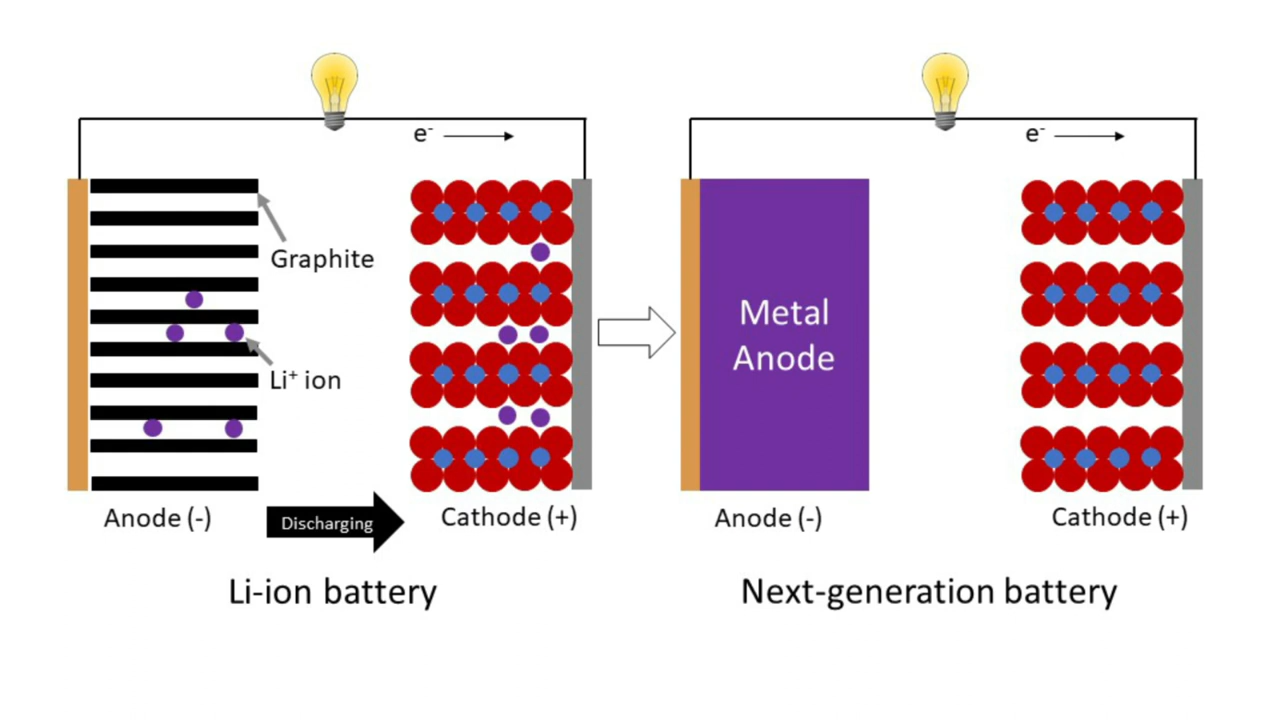 e⁻
e⁻
Graphite
Li⁺ ion
Metal
Anode
Anode (-)
Discharging
Cathode (+)
Anode (-)
Cathode (+)
Li-ion battery
Next-generation battery